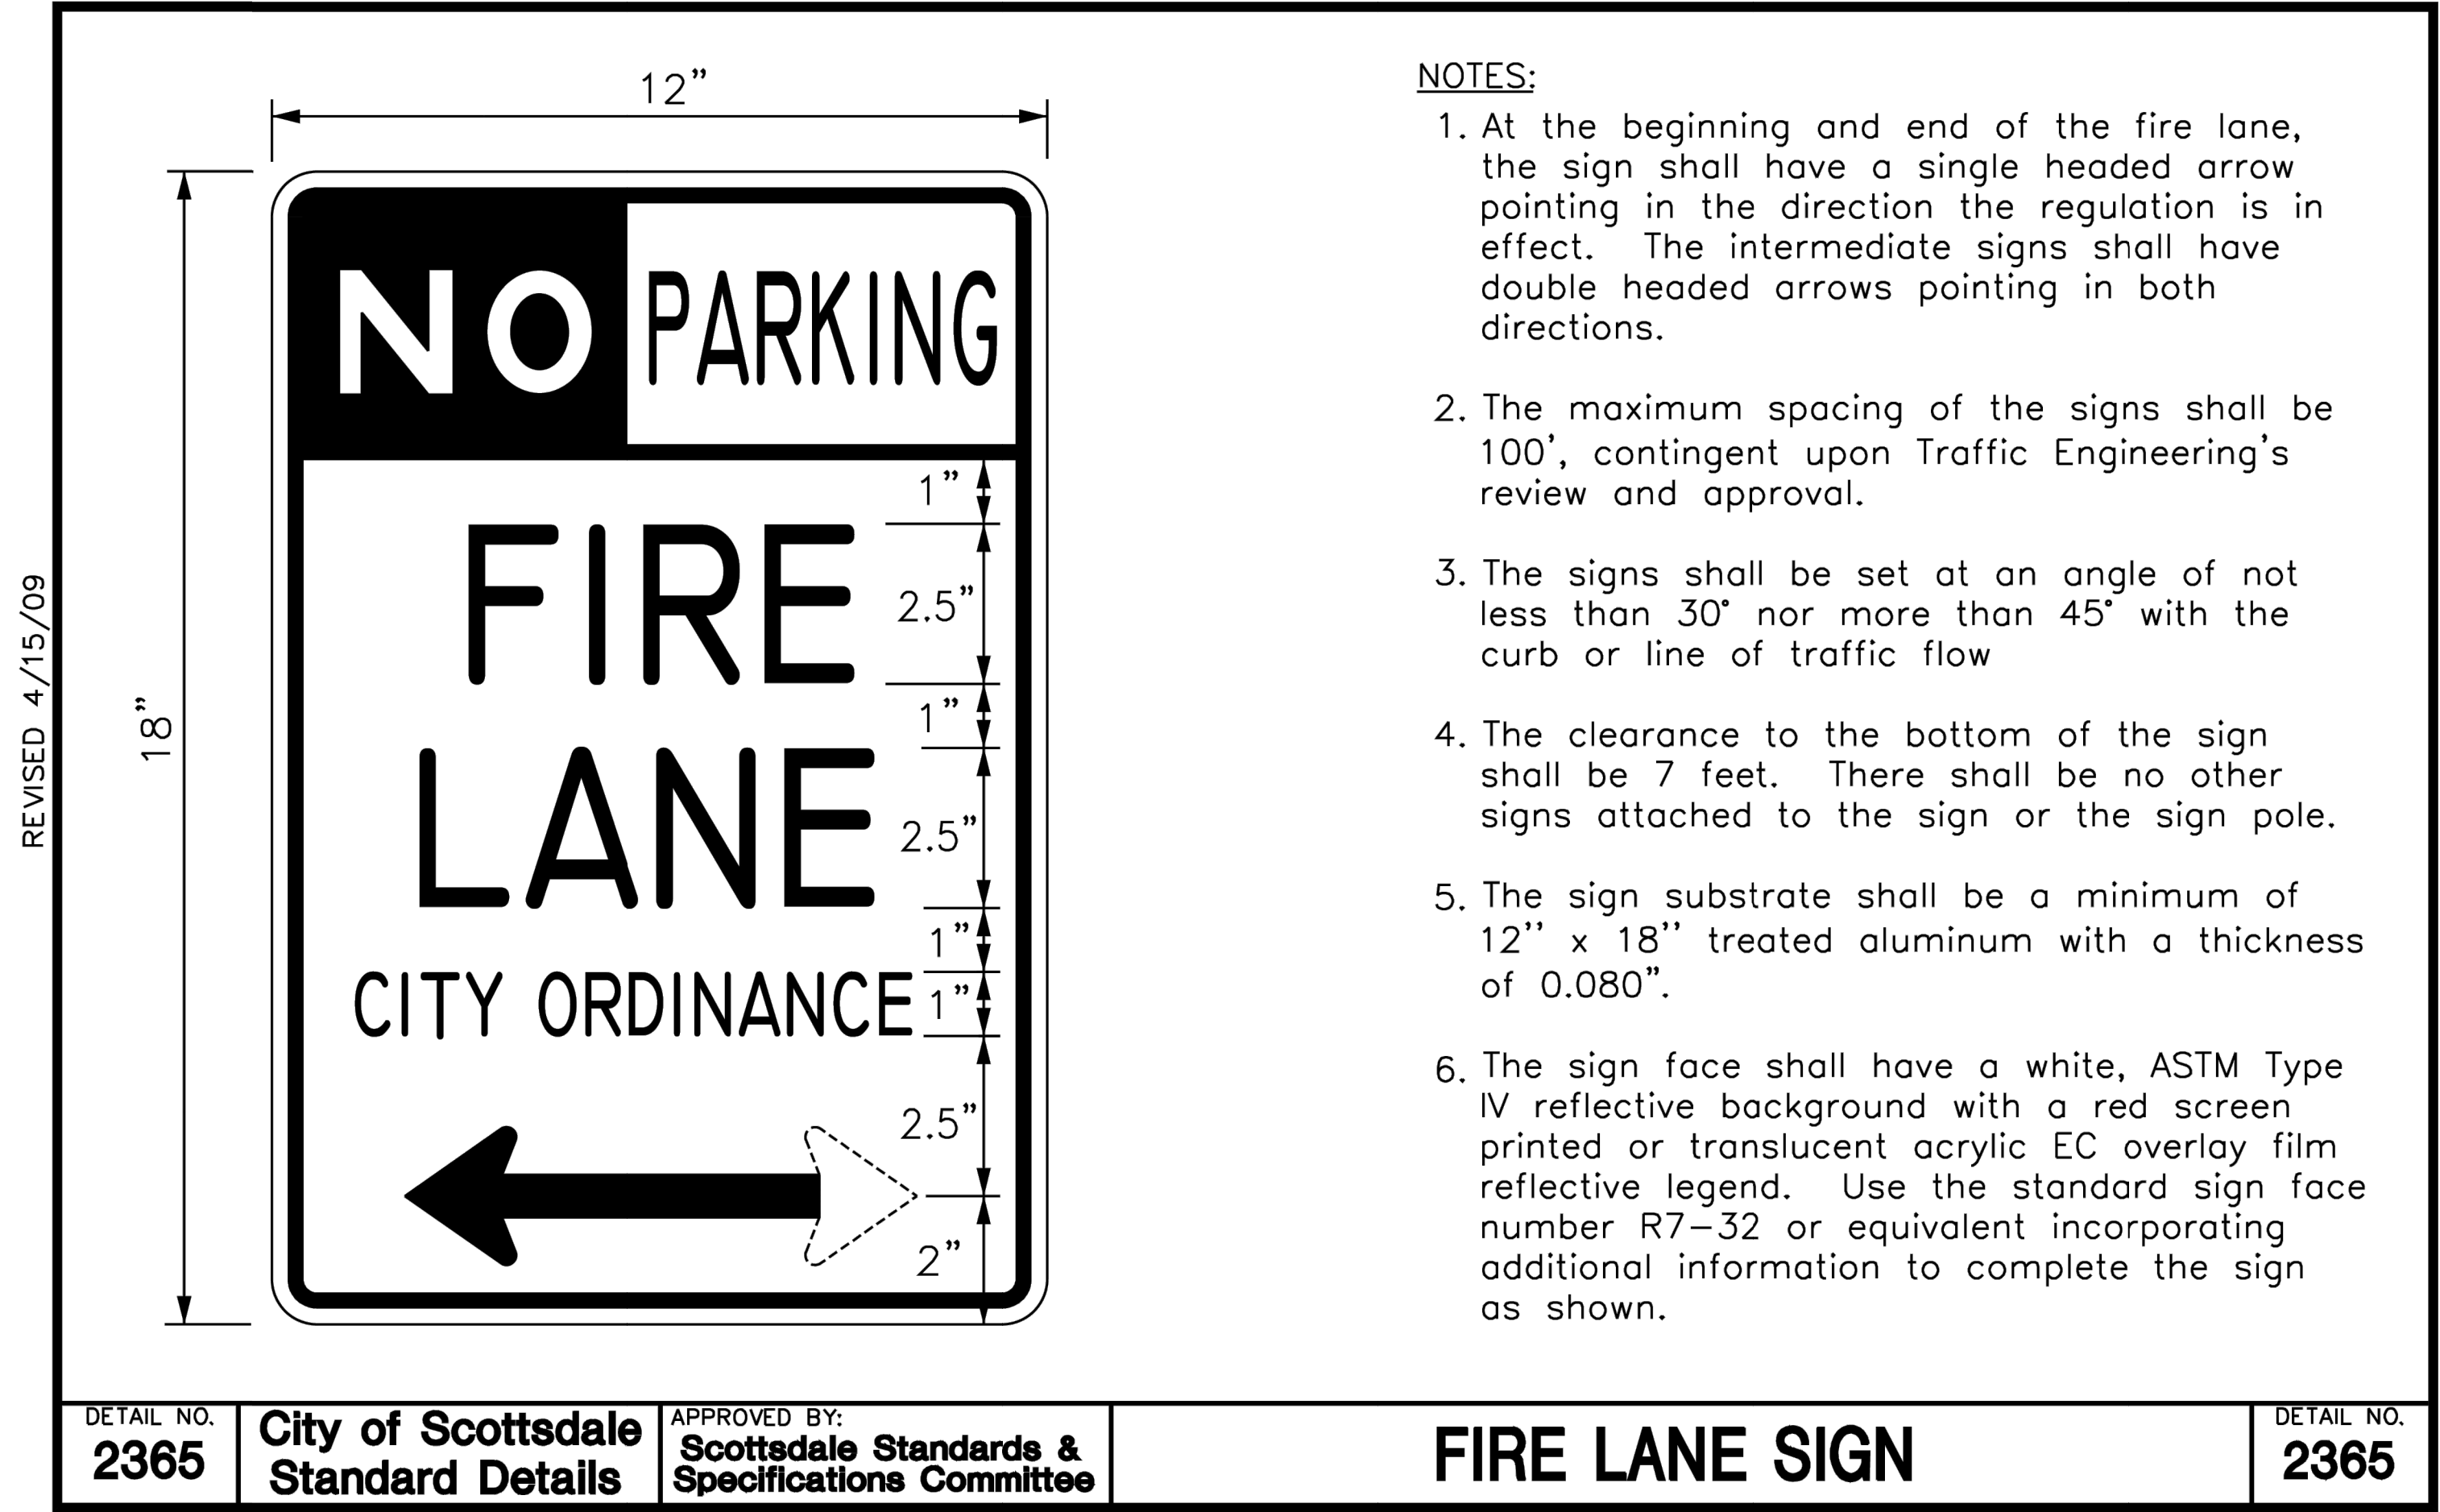 REVISED 4/15/09
12”
18”
NO PARKING
1”
FIRE
2.5”
1”
LANE
2.5”
1”
CITY ORDINANCE
1”
2.5”
2”
NOTES:
1. At the beginning and end of the fire lane,
the sign shall have a single headed arrow
pointing in the direction the regulation is in
effect. The intermediate signs shall have
double headed arrows pointing in both
directions.
2. The maximum spacing of the signs shall be
100’, contingent upon Traffic Engineering’s
review and approval.
3. The signs shall be set at an angle of not
less than 30° nor more than 45° with the
curb or line of traffic flow
4. The clearance to the bottom of the sign
shall be 7 feet. There shall be no other
signs attached to the sign or the sign pole.
5. The sign substrate shall be a minimum of
12’’ x 18’’ treated aluminum with a thickness
of 0.080”.
6. The sign face shall have a white, ASTM Type
IV reflective background with a red screen
printed or translucent acrylic EC overlay film
reflective legend. Use the standard sign face
number R7-32 or equivalent incorporating
additional information to complete the sign
as shown.
DETAIL NO.
2365
City of Scottsdale
Standard Details
APPROVED BY:
Scottsdale Standards &
Specifications Committee
FIRE LANE SIGN
DETAIL NO.
2365